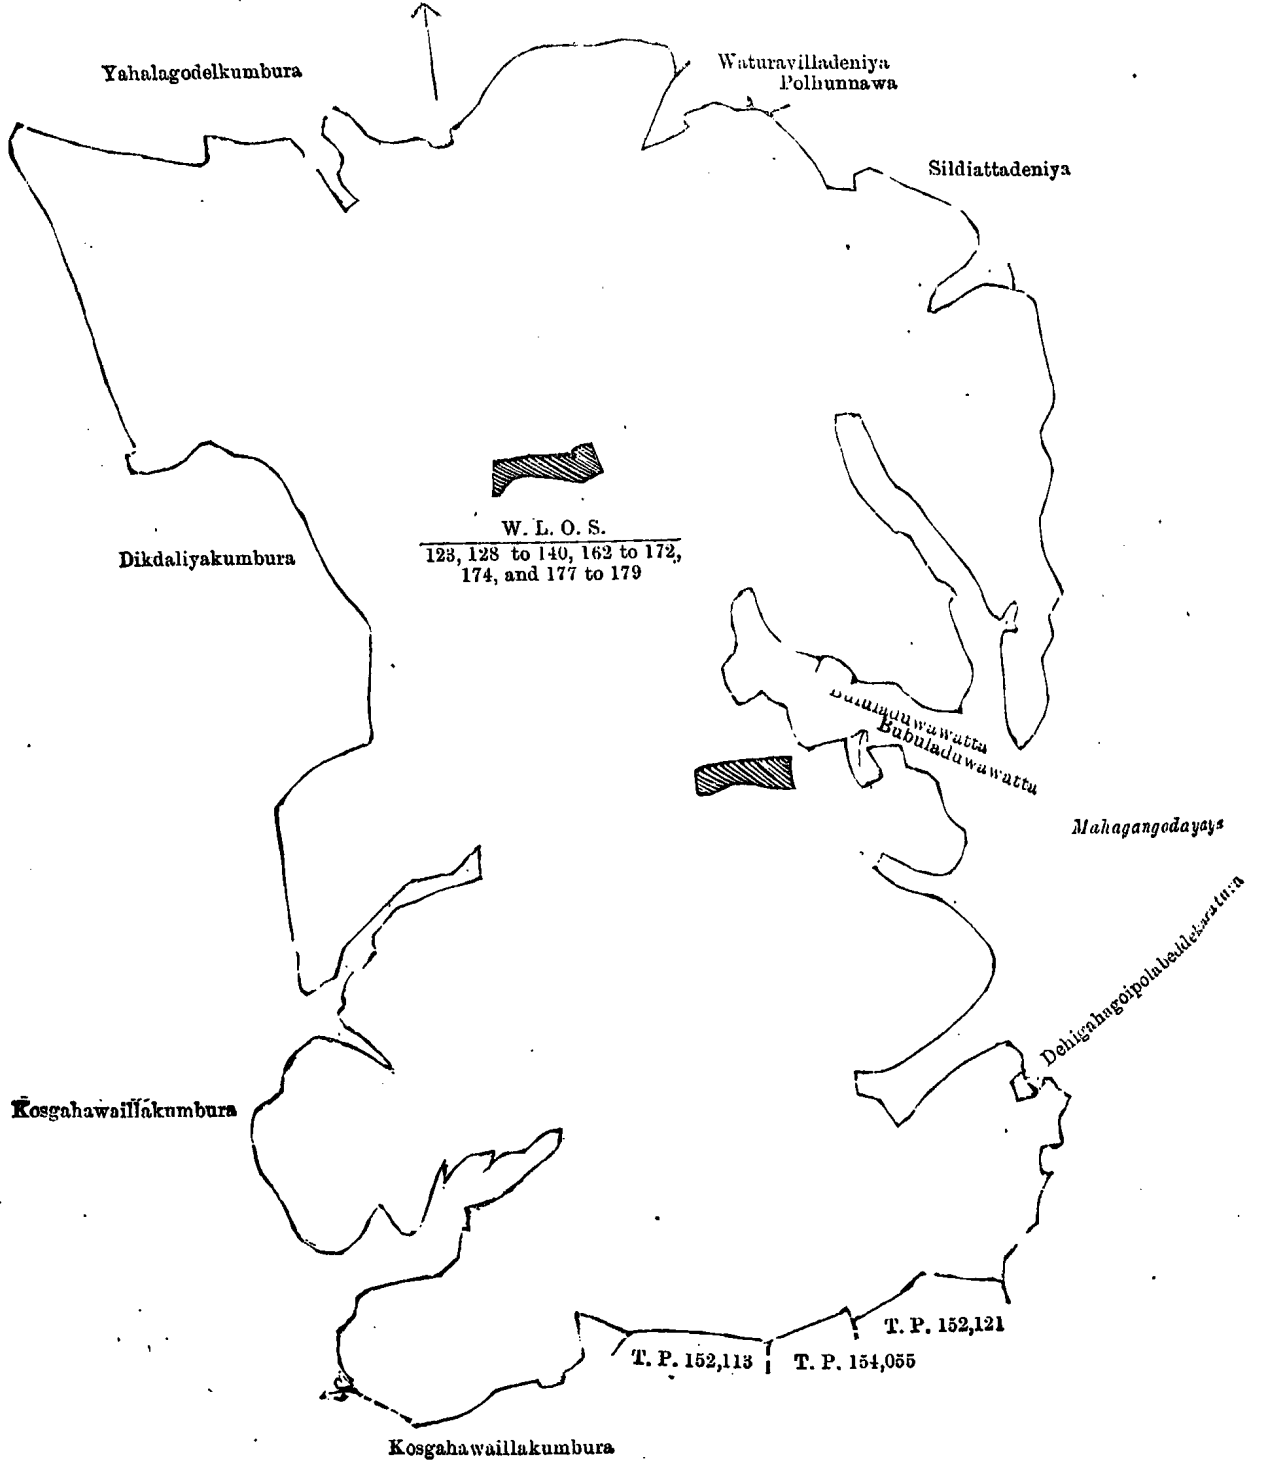 Yahalagodelkumbura
Waturavilladeniya
Polhunnawa
Sildiattadeniya
W. L. O. S.
123, 128 to 140, 162 to 172,
174, and 177 to 179
Dikdaliyakumbura
Bubuladuwawatta
Bubuladuwawatta
Mahagangodayaya
Dehigahagoipolabeddekaratuwa
Kosgahawaillakumbura
T. P. 152,121
T. P. 152,113
T. P. 154,055
Kosgahawaillakumbura